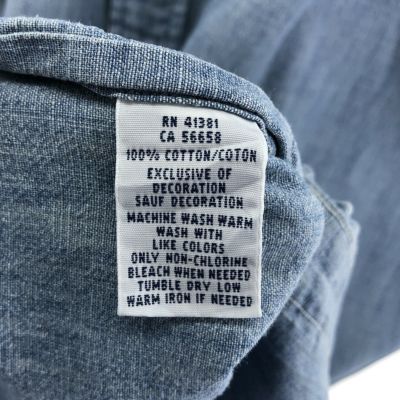 RN 41381
CA 56658
100% COTTON/COTON
EXCLUSIVE OF
DECORATION
SAUF DECORATION
MACHINE WASH WARM
WASH WITH
LIKE COLORS
ONLY NON-CHLORINE
BLEACH WHEN NEEDED
TUMBLE DRY LOW
WARM IRON IF NEEDED